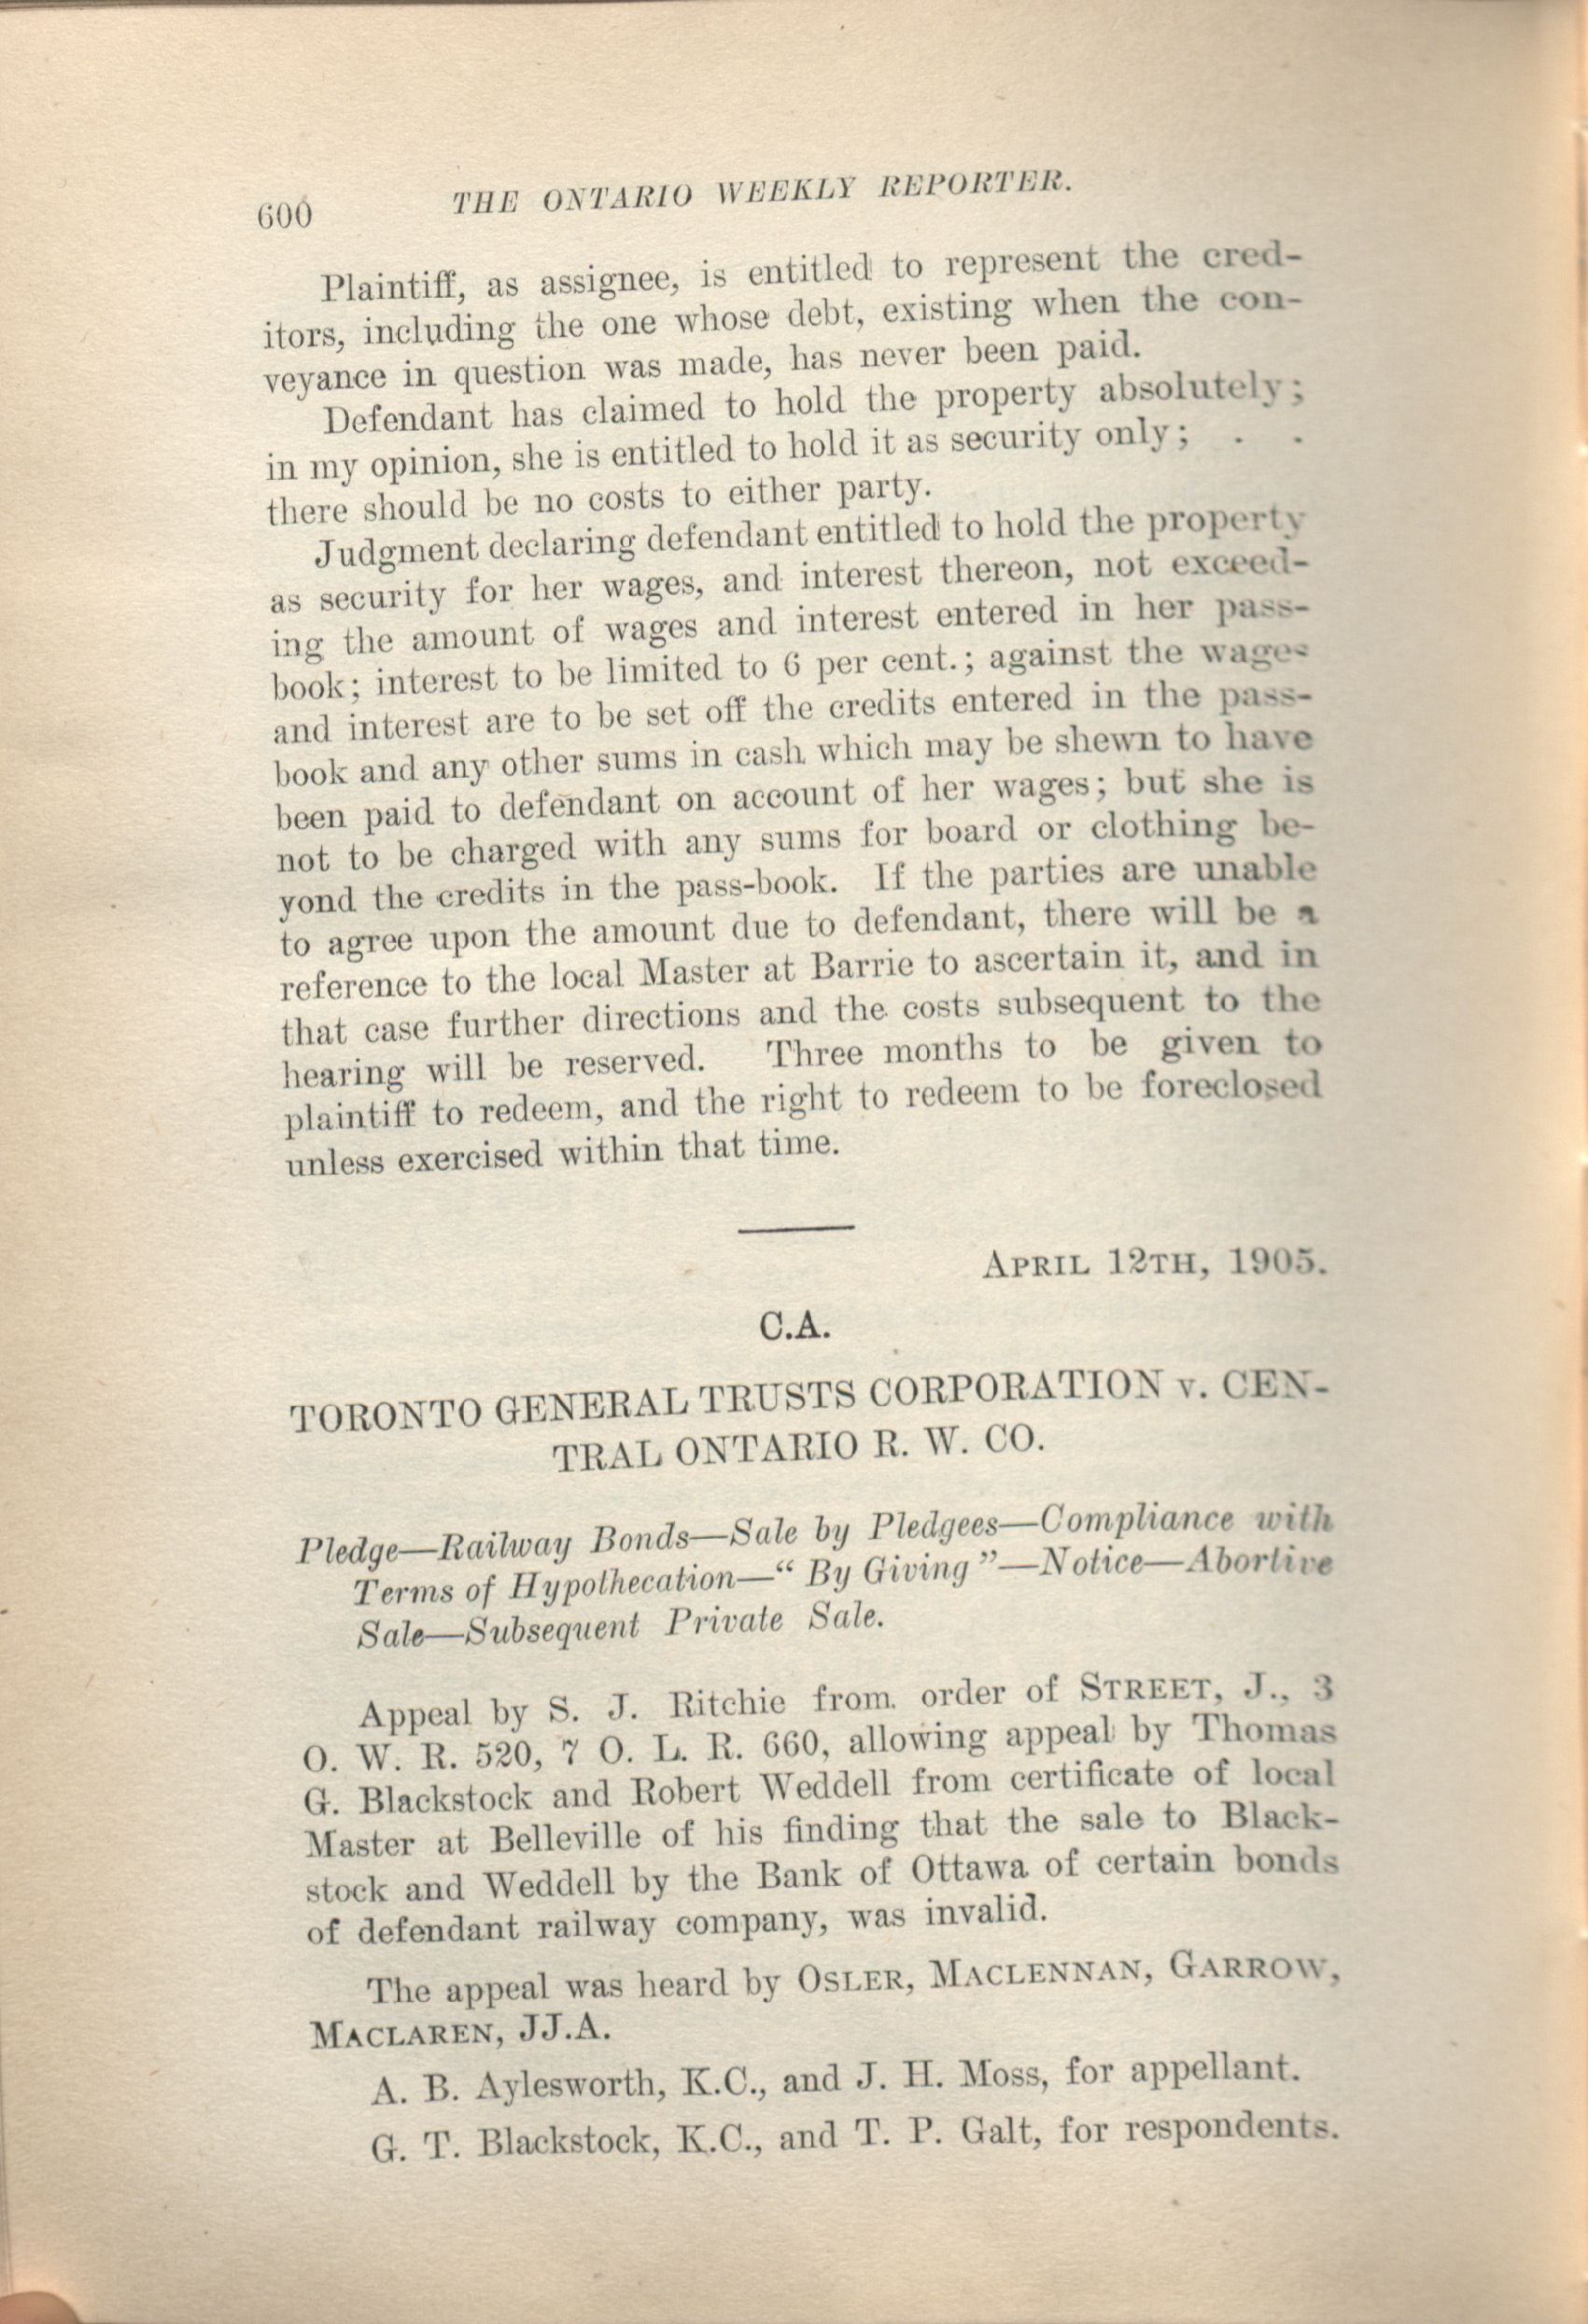 600 THE ONTARIO WEEKLY REPORTER.
Plaintiff, as assignee, is entitled to represent the cred-
itors, including the one whose debt, existing when the con-
veyance in question was made, has never been paid.
Defendant has claimed to hold the property absolutely;
in my opinion, she is entitled to hold it as security only; . .
there should be no costs to either party.
Judgment declaring defendant entitled to hold the property
as security for her wages, and interest thereon, not exceed-
ing the amount of wages and interest entered in her pass-
book; interest to be limited to 6 per cent.; against the wages
and interest are to be set off the credits entered in the pass-
book and any other sums in cash which may be shewn to have
been paid to defendant on account of her wages; but she is
not to be charged with any sums for board or clothing be-
yond the credits in the pass-book. If the parties are unable
to agree upon the amount due to defendant, there will be a
reference to the local Master at Barrie to ascertain it, and in
that case further directions and the costs subsequent to the
hearing will be reserved. Three months to be given to
plaintiff to redeem, and the right to redeem to be foreclosed
unless exercised within that time.
APRIL 12TH, 1905.
C.A.
TORONTO GENERAL TRUSTS CORPORATION v. CEN-
TRAL ONTARIO R. W. CO.
Pledge—Railway Bonds—Sale by Pledgees—Compliance with
Terms of Hypothecation—“ By Giving ”—Notice—Abortive
Sale—Subsequent Private Sale.
Appeal by S. J. Ritchie from order of STREET, J., 3
O. W. R. 520, 7 O. L. R. 660, allowing appeal by Thomas
G. Blackstock and Robert Weddell from certificate of local
Master at Belleville of his finding that the sale to Black-
stock and Weddell by the Bank of Ottawa of certain bonds
of defendant railway company, was invalid.
The appeal was heard by OSLER, MACLENNAN, GARROW,
MACLAREN, JJ.A.
A. B. Aylesworth, K.C., and J. H. Moss, for appellant.
G. T. Blackstock, K.C., and T. P. Galt, for respondents.